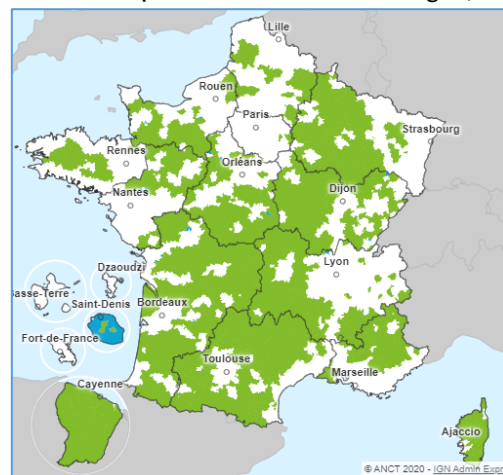 Lille
Rouen
Paris
Strasbourg
Rennes
Orléans
Nantes
Dijon
Lyon
Dzaoudzi
asse-Terre
Saint-Denis
Bordeaux
Fort-de-France
Toulouse
Marseille
Cayenne
Ajaccio
© ANCT 2020 - IGN Admin Expr